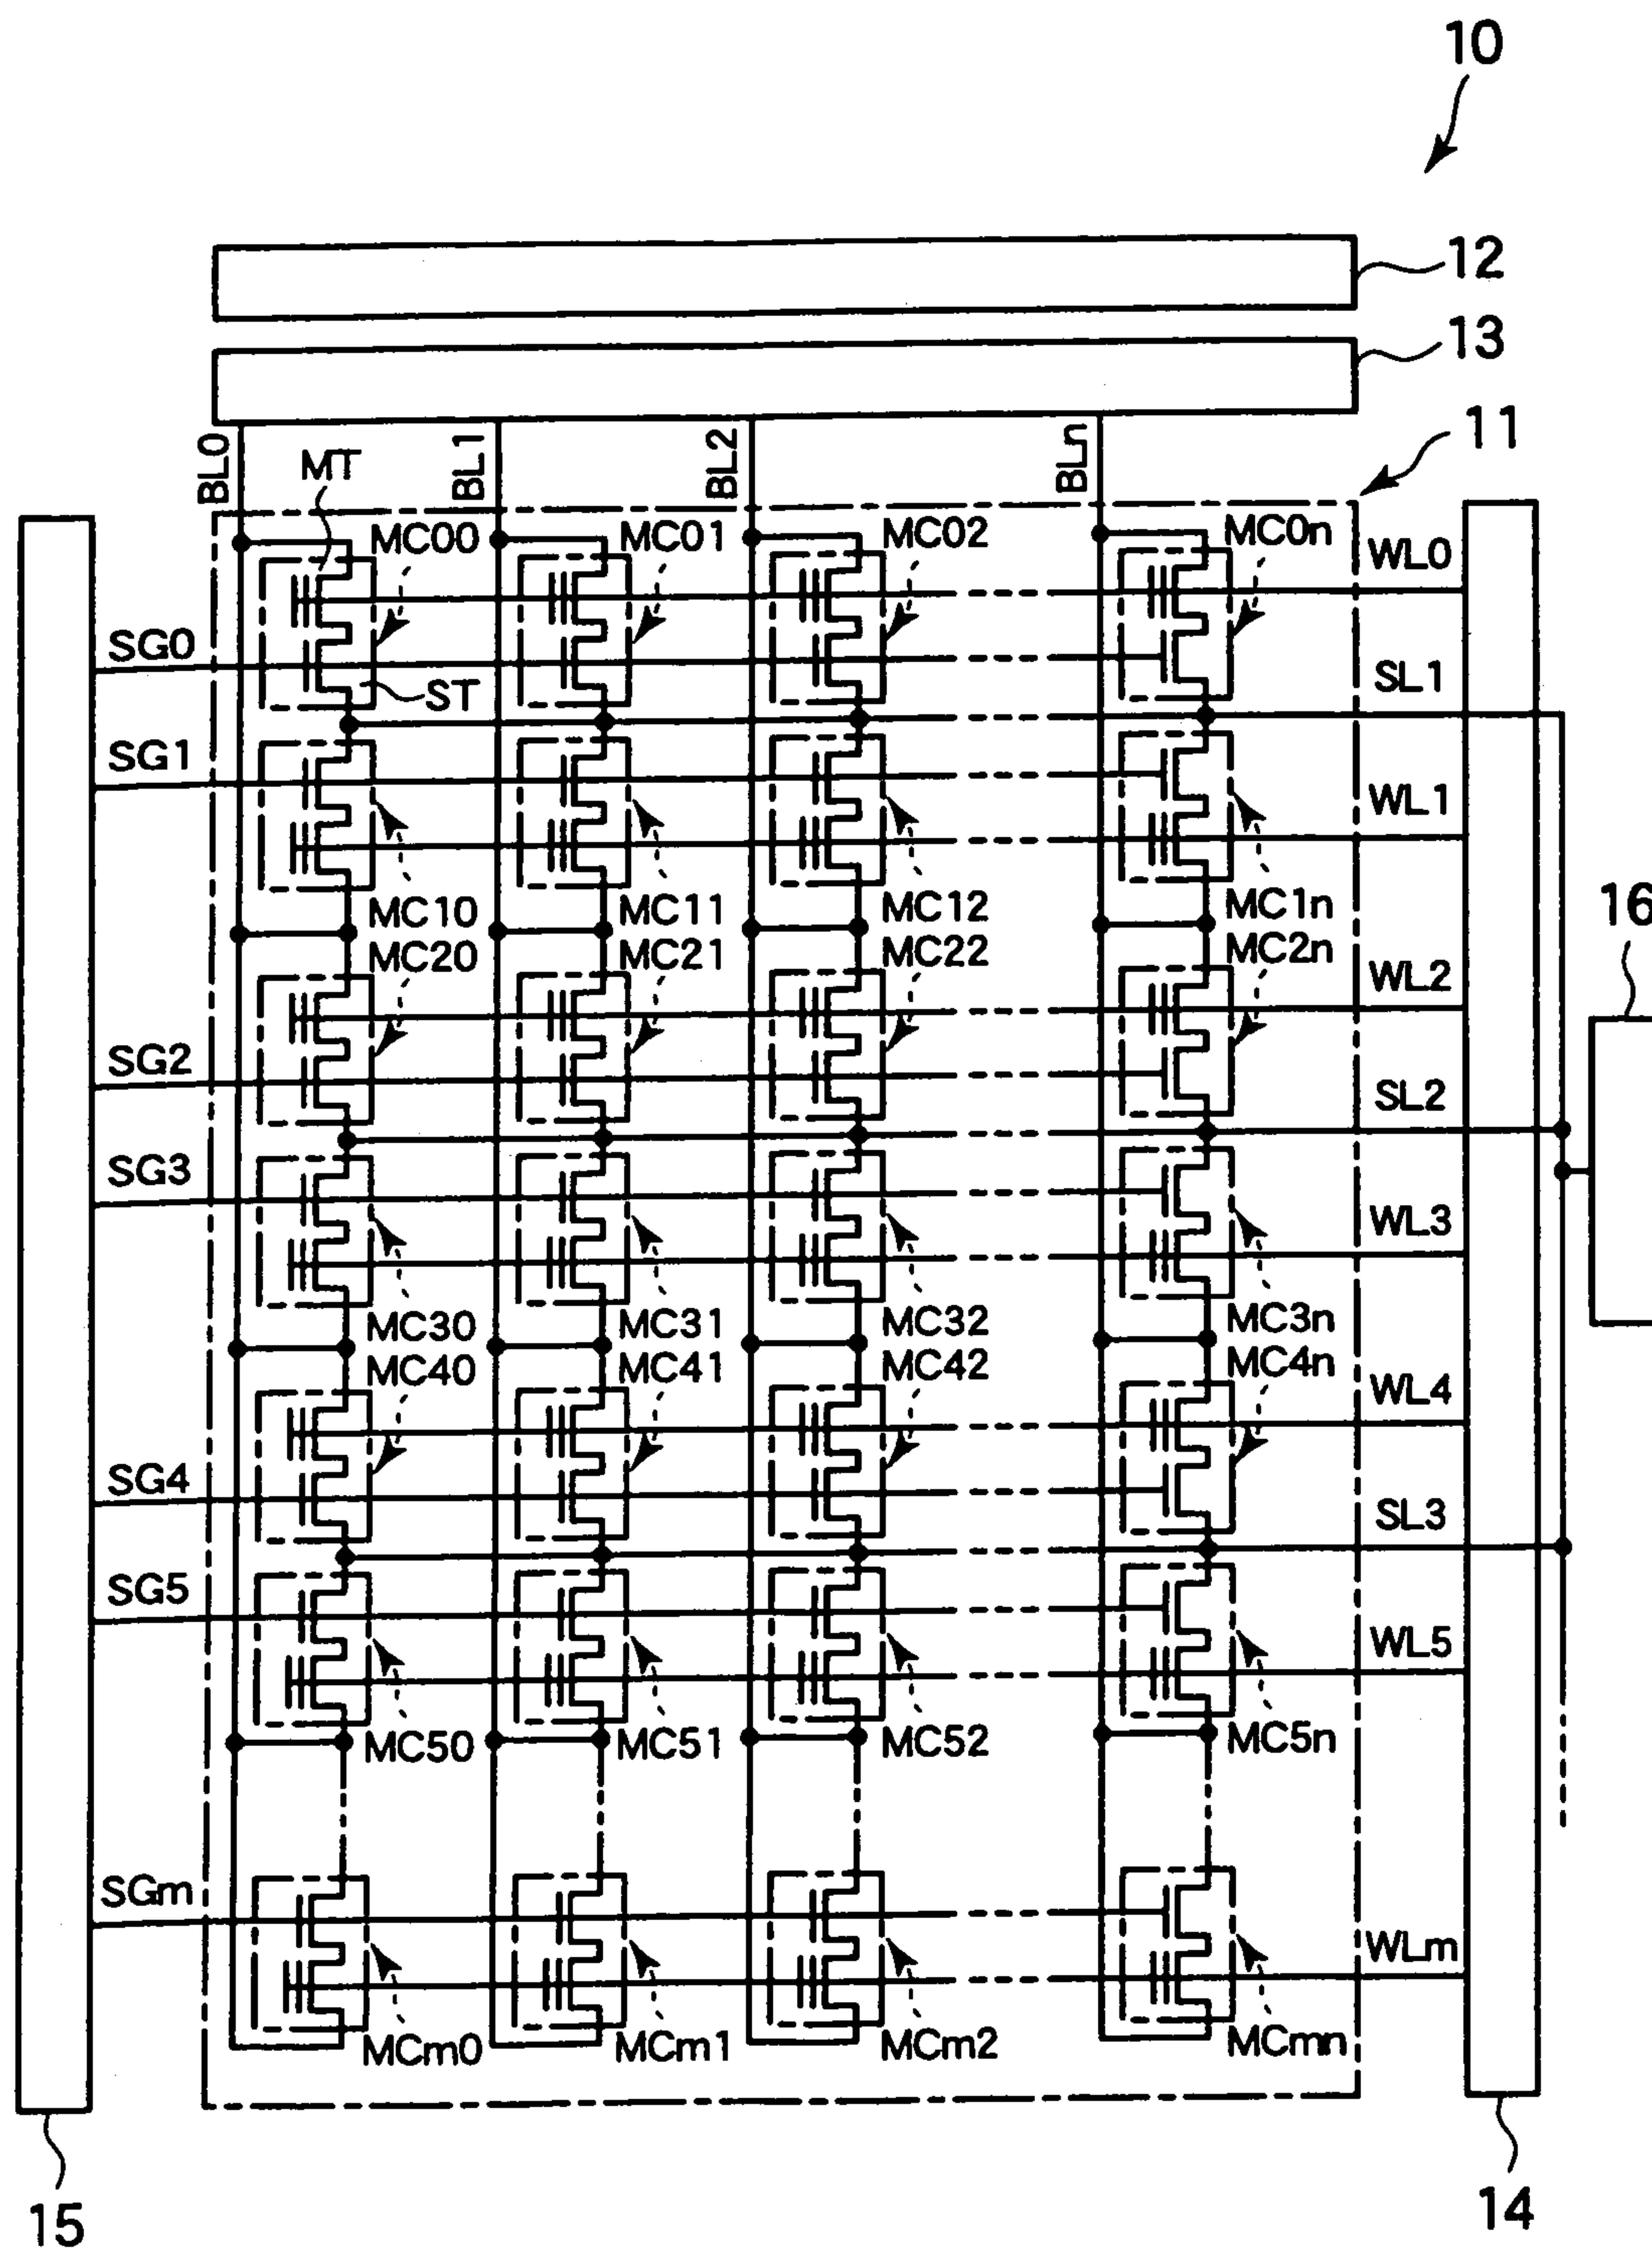 10
12
13
11
BL0
BL1
BL2
BLn
MT
MC00
MC01
MC02
MC0n
WL0
SG0
ST
SL1
SG1
WL1
MC10
MC11
MC12
MC1n
16
MC20
MC21
MC22
MC2n
WL2
SG2
SL2
SG3
WL3
MC30
MC31
MC32
MC3n
MC40
MC41
MC42
MC4n
WL4
SG4
SL3
SG5
WL5
MC50
MC51
MC52
MC5n
SGm
WLm
MCm0
MCm1
MCm2
MCmn
15
14